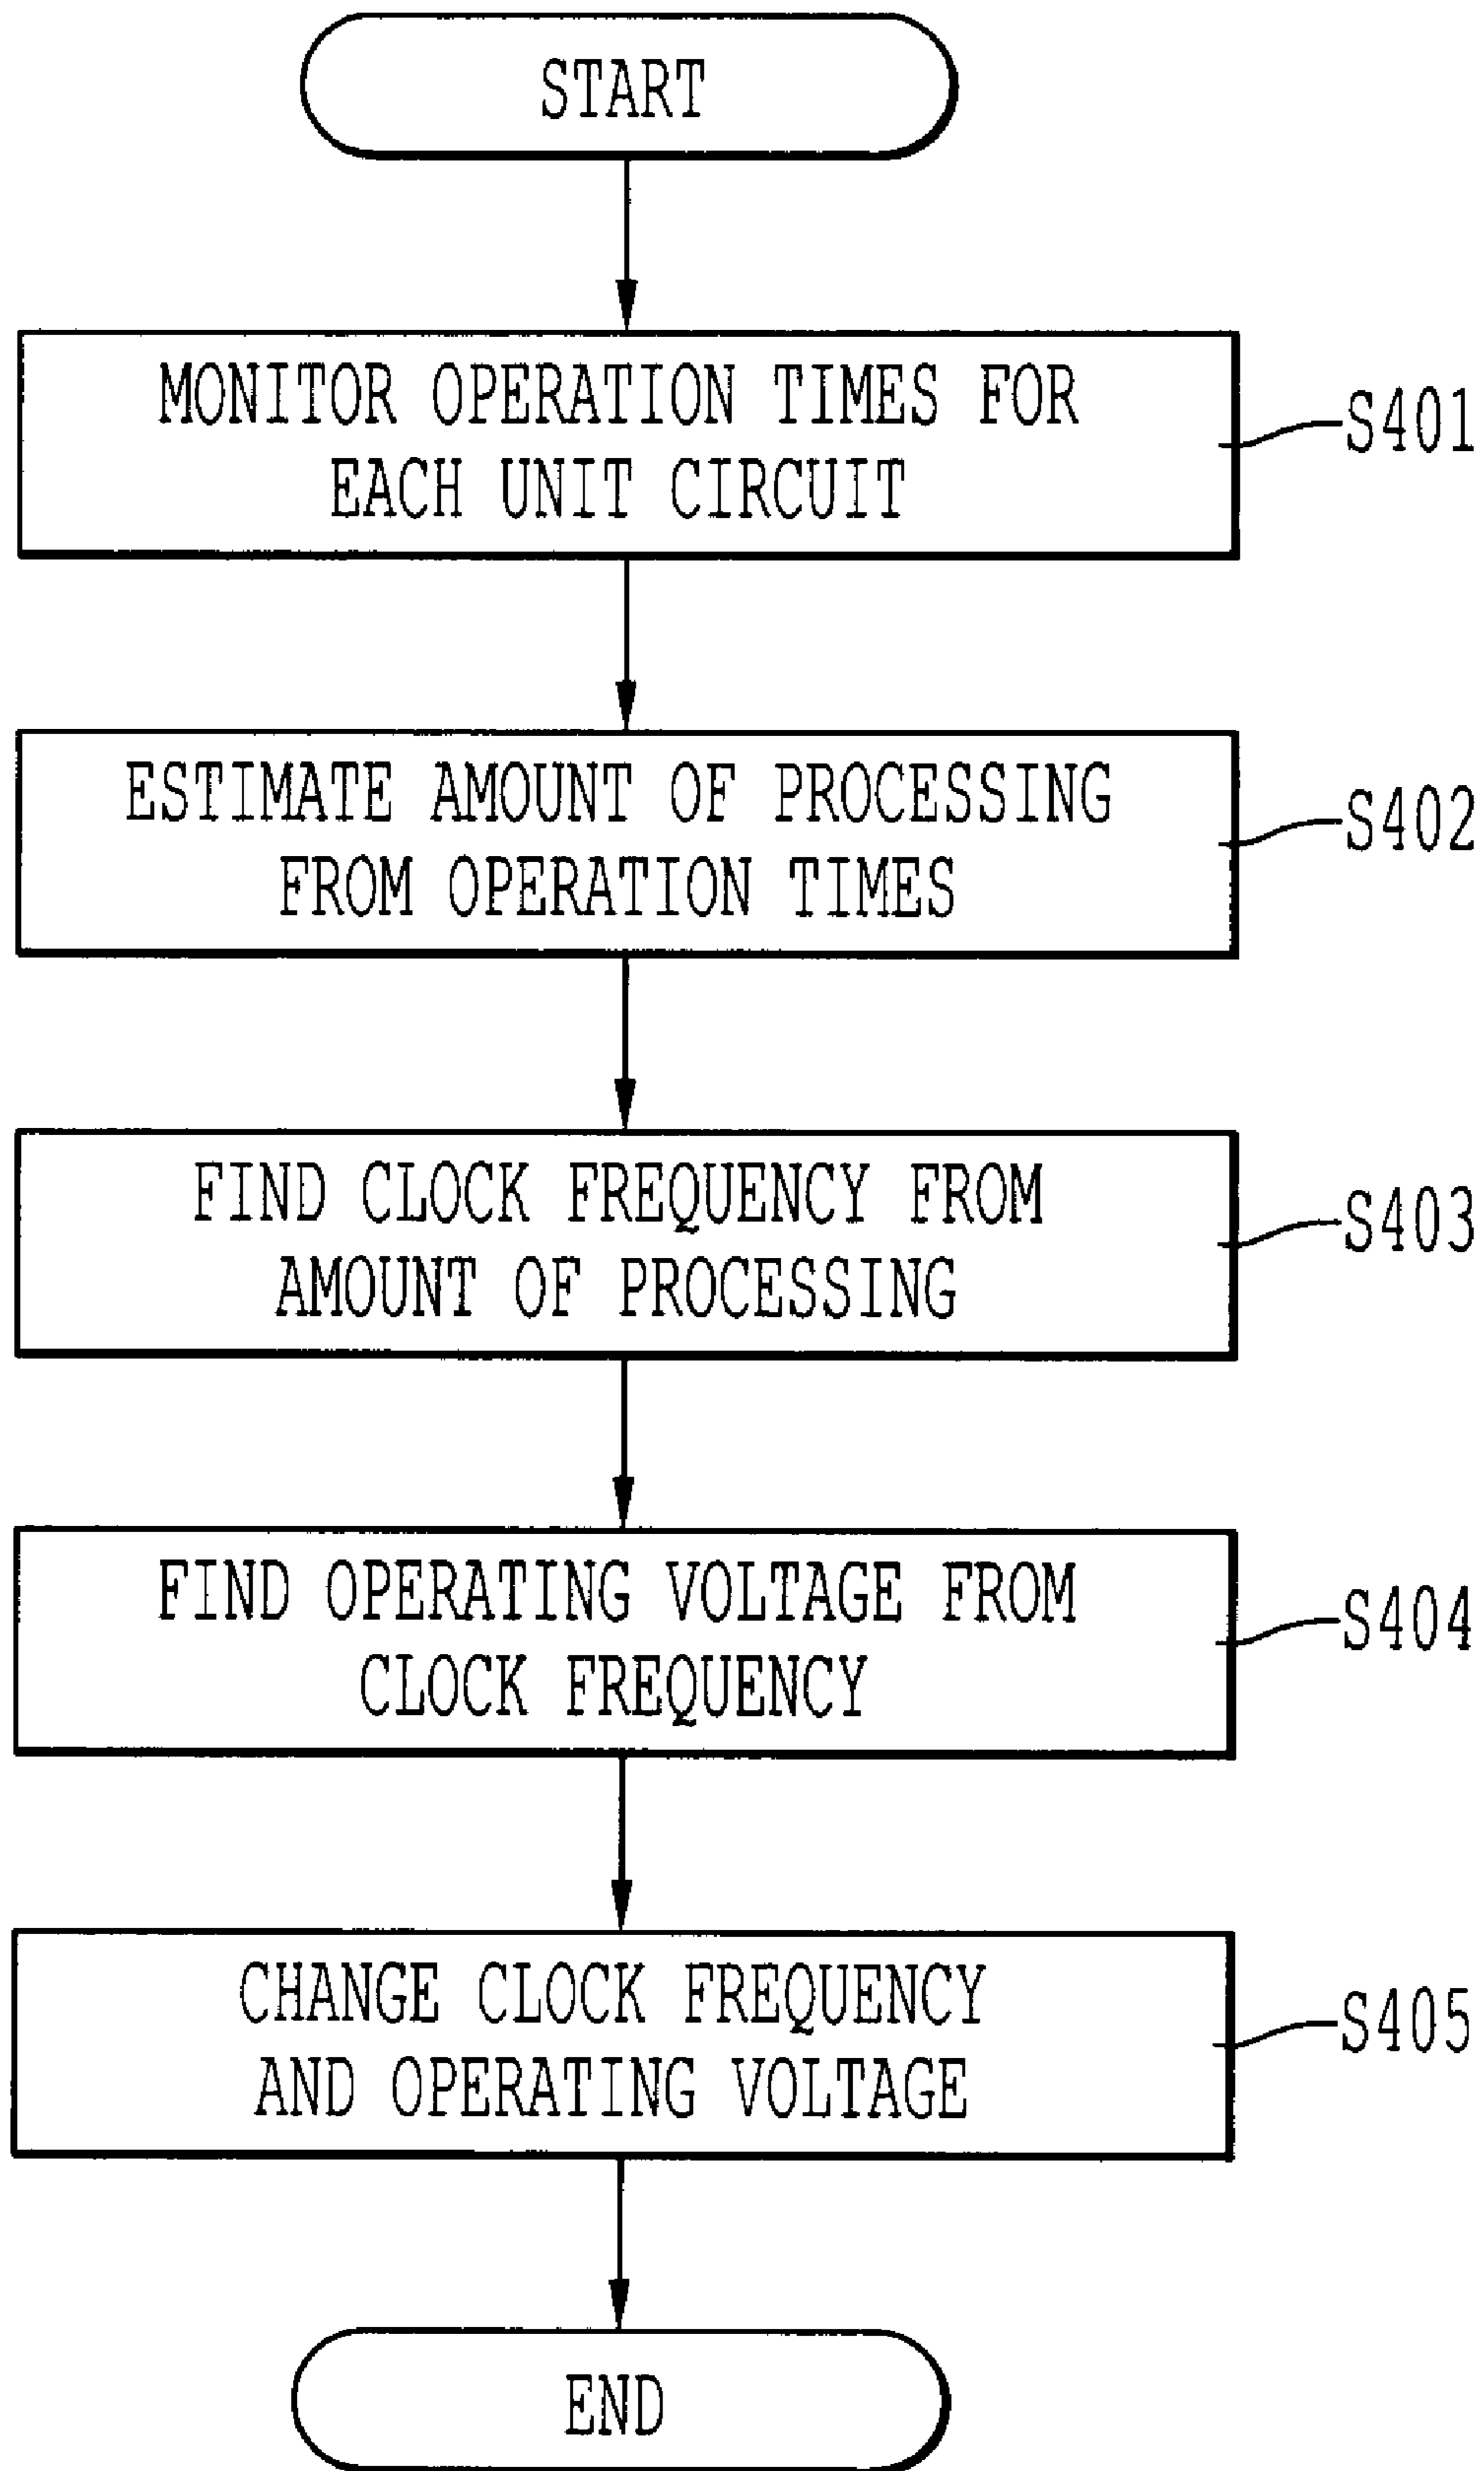 START
MONITOR OPERATION TIMES FOR
EACH UNIT CIRCUIT
S401
ESTIMATE AMOUNT OF PROCESSING
FROM OPERATION TIMES
S402
FIND CLOCK FREQUENCY FROM
AMOUNT OF PROCESSING
S403
FIND OPERATING VOLTAGE FROM
CLOCK FREQUENCY
S404
CHANGE CLOCK FREQUENCY
AND OPERATING VOLTAGE
S405
END